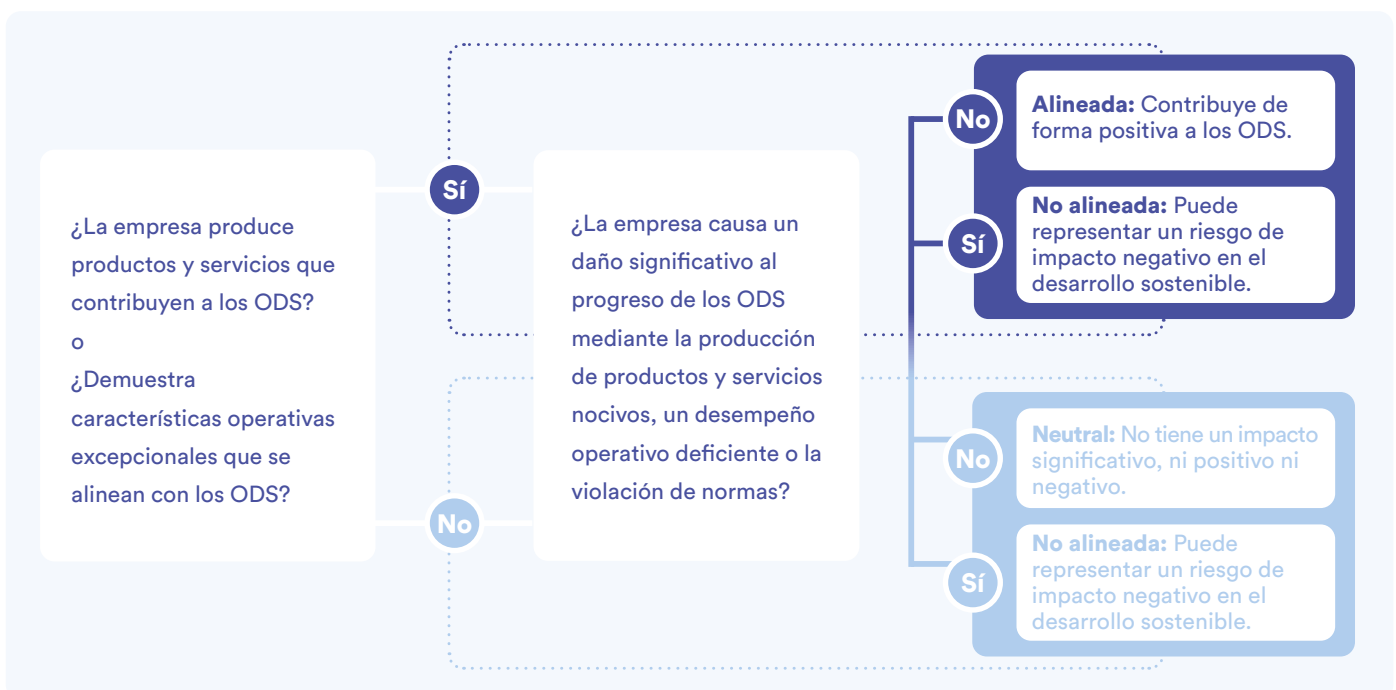 ¿La empresa produce
productos y servicios que
contribuyen a los ODS?
o
¿Demuestra
características operativas
excepcionales que se
alinean con los ODS?
Sí
No
¿La empresa causa un
daño significativo al
progreso de los ODS
mediante la producción
de productos y servicios
nocivos, un desempeño
operativo deficiente o la
violación de normas?
No
Alineada: Contribuye de
forma positiva a los ODS.
Sí
No alineada: Puede
representar un riesgo de
impacto negativo en el
desarrollo sostenible.
No
Neutral: No tiene un impacto
significativo, ni positivo ni
negativo.
Sí
No alineada: Puede
representar un riesgo de
impacto negativo en el
desarrollo sostenible.